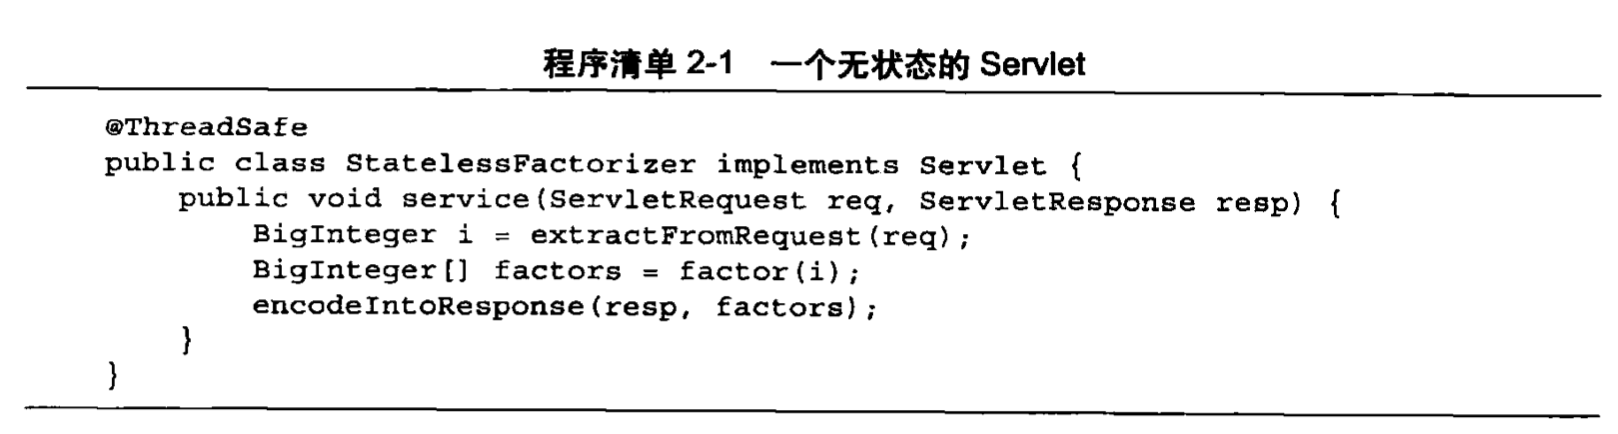 程序清单 2-1 一个无状态的 Servlet
@ThreadSafe
public class StatelessFactorizer implements Servlet {
    public void service(ServletRequest req, ServletResponse resp) {
        BigInteger i = extractFromRequest(req);
        BigInteger[] factors = factor(i);
        encodeIntoResponse(resp, factors);
    }
}